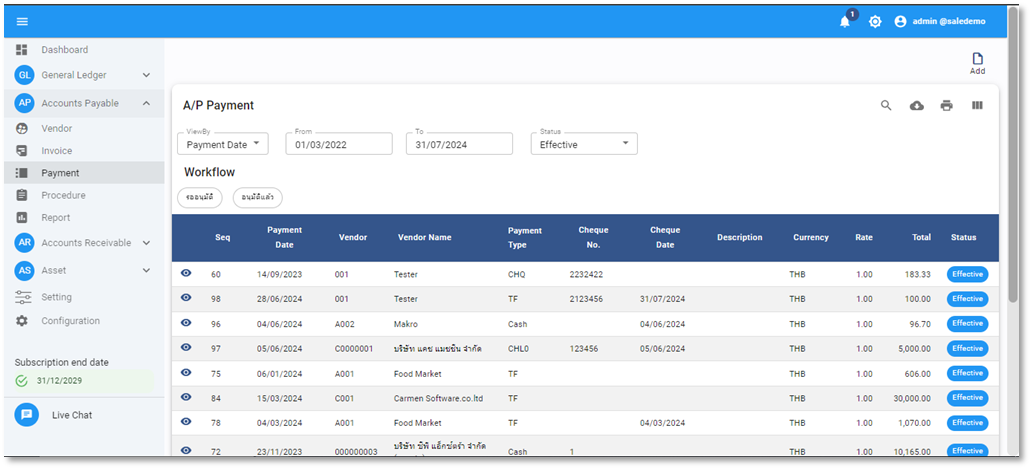 1
admin @saledemo
Dashboard
GL General Ledger
AP Accounts Payable
Vendor
Invoice
Payment
Procedure
Report
AR Accounts Receivable
AS Asset
Setting
Configuration
Subscription end date
31/12/2029
Live Chat
Add
A/P Payment
ViewBy From To Status
Payment Date 01/03/2022 31/07/2024 Effective
Workflow
รออนุมัติ อนุมัติแล้ว
Seq Payment Date Vendor Vendor Name Payment Type Cheque No. Cheque Date Description Currency Rate Total Status
60 14/09/2023 001 Tester CHQ 2232422 THB 1.00 183.33 Effective
98 28/06/2024 001 Tester TF 2123456 31/07/2024 THB 1.00 100.00 Effective
96 04/06/2024 A002 Makro Cash 04/06/2024 THB 1.00 96.70 Effective
97 05/06/2024 C0000001 บริษัท แคช แมชชีน จำกัด CHL0 123456 05/06/2024 THB 1.00 5,000.00 Effective
75 06/01/2024 A001 Food Market TF THB 1.00 606.00 Effective
84 15/03/2024 C001 Carmen Software.co.ltd TF THB 1.00 30,000.00 Effective
78 04/03/2024 A001 Food Market TF 04/03/2024 THB 1.00 1,070.00 Effective
72 23/11/2023 000000003 บริษัท ซีพี แอ็กซ์ตร้า จำกัด Cash 1 THB 1.00 10,165.00 Effective